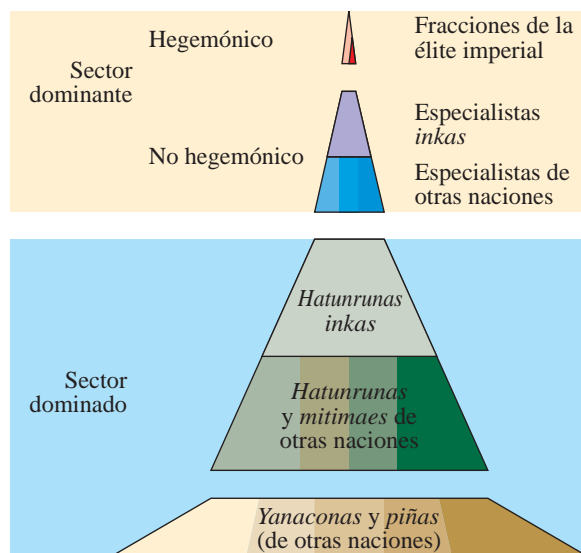 Hegemónico
Fracciones de la
élite imperial
Sector
dominante
Especialistas
inkas
No hegemónico
Especialistas de
otras naciones
Hatunrunas
inkas
Sector
dominado
Hatunrunas
y mitimaes de
otras naciones
Yanaconas y piñas
(de otras naciones)